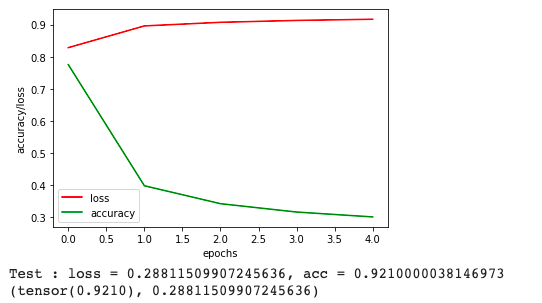 0.9
0.8
0.7
0.6
0.5
0.4
0.3
accuracy/loss
loss
accuracy
0.0 0.5 1.0 1.5 2.0 2.5 3.0 3.5 4.0
epochs
Test : loss = 0.28811509907245636, acc = 0.9210000038146973
(tensor(0.9210), 0.28811509907245636)